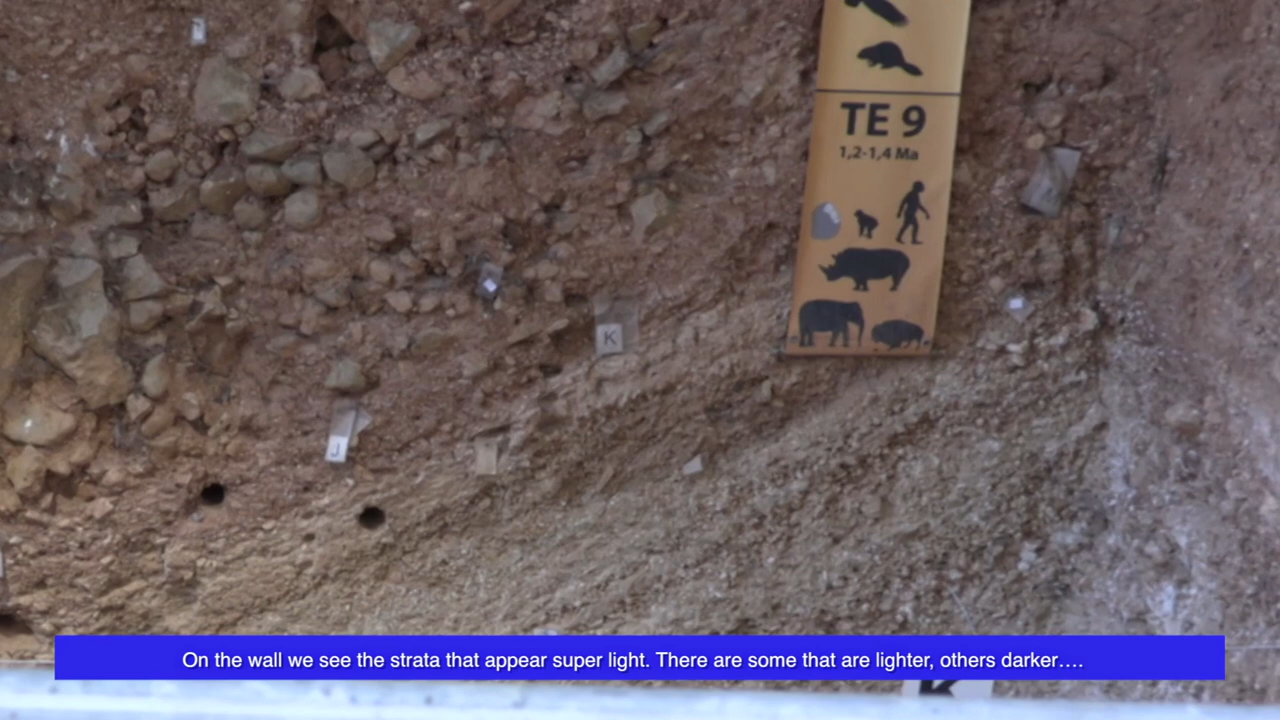 TE 9
1,2-1,4 Ma
K
J
On the wall we see the strata that appear super light. There are some that are lighter, others darker….
K